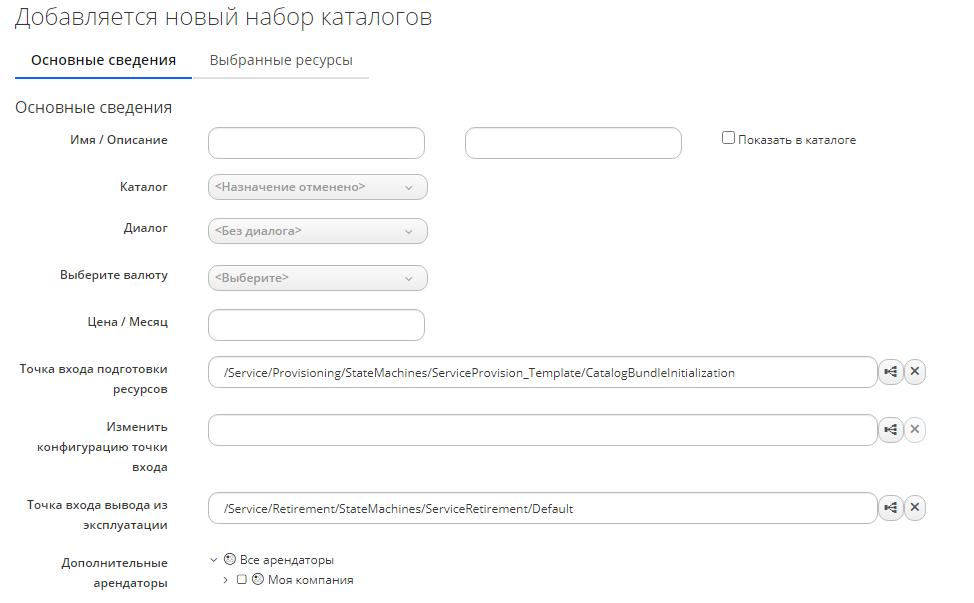 Добавляется новый набор каталогов
Основные сведения Выбранные ресурсы
Основные сведения
Имя / Описание Показать в каталоге
Каталог <Назначение отменено>
Диалог <Без диалога>
Выберите валюту <Выберите>
Цена / Месяц
Точка входа подготовки /Service/Provisioning/StateMachines/ServiceProvision_Template/CatalogBundleInitialization
ресурсов
Изменить
конфигурацию точки
входа
Точка входа вывода из /Service/Retirement/StateMachines/ServiceRetirement/Default
эксплуатации
Дополнительные Все арендаторы
арендаторы Моя компания